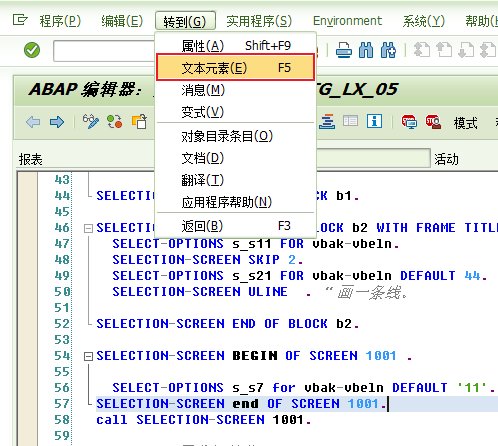 程序(P) 编辑(E) 转到(G) 实用程序(S) Environment 系统(Y) 帮助(
属性(A) Shift+F9
文本元素(E) F5
消息(M)
变式(V)
对象目录条目(O)
文档(D)
翻译(T)
应用程序帮助(N)
返回(B) F3
ABAP 编辑器: TG_LX_05
模式
报表 活动
43
44 SELECTION CK b1.
45
46 SELECTION LOCK b2 WITH FRAME TITL
47 SELECT-OPTIONS s_s11 FOR vbak-vbeln.
48 SELECTION-SCREEN SKIP 2.
49 SELECT-OPTIONS s_s21 FOR vbak-vbeln DEFAULT 44.
50 SELECTION-SCREEN ULINE . “画一条线。
51
52 SELECTION-SCREEN END OF BLOCK b2.
53
54 SELECTION-SCREEN BEGIN OF SCREEN 1001 .
55
56 SELECT-OPTIONS s_s7 for vbak-vbeln DEFAULT '11'.
57 SELECTION-SCREEN end OF SCREEN 1001.
58 call SELECTION-SCREEN 1001.
59